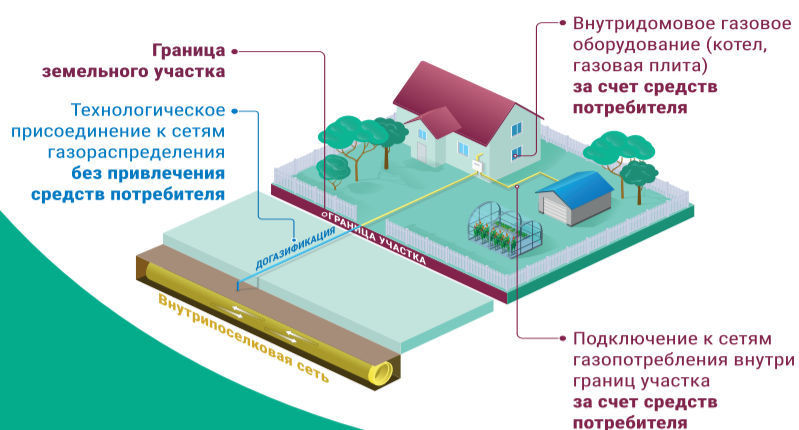 Граница
земельного участка
Технологическое
присоединение к сетям
газораспределения
без привлечения
средств потребителя
Внутридомовое газовое
оборудование (котел,
газовая плита)
за счет средств
потребителя
ГРАНИЦА УЧАСТКА
ДОГАЗИФИКАЦИЯ
Внутрипоселковая сеть
Подключение к сетям
газопотребления внутри
границ участка
за счет средств
потребителя